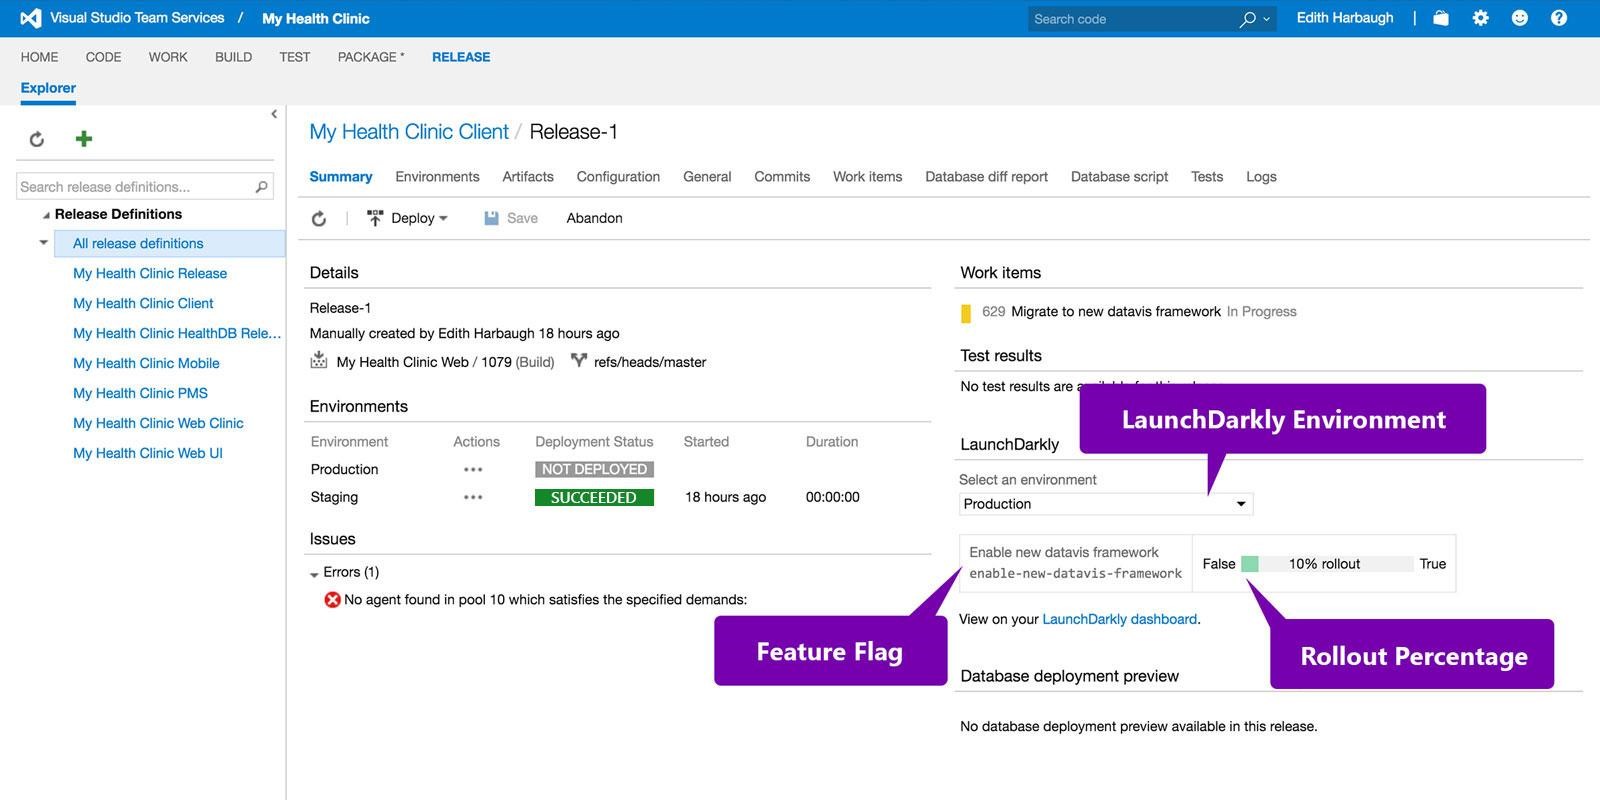 Visual Studio Team Services / My Health Clinic
Search code
Edith Harbaugh
HOME CODE WORK BUILD TEST PACKAGE * RELEASE
Explorer
Search release definitions...
Release Definitions
All release definitions
My Health Clinic Release
My Health Clinic Client
My Health Clinic HealthDB Rele...
My Health Clinic Mobile
My Health Clinic PMS
My Health Clinic Web Clinic
My Health Clinic Web UI
My Health Clinic Client / Release-1
Summary Environments Artifacts Configuration General Commits Work items Database diff report Database script Tests Logs
Deploy Save Abandon
Details
Release-1
Manually created by Edith Harbaugh 18 hours ago
My Health Clinic Web / 1079 (Build) refs/heads/master
Environments
Environment Actions Deployment Status Started Duration
Production ••• NOT DEPLOYED
Staging ••• SUCCEEDED 18 hours ago 00:00:00
Issues
Errors (1)
No agent found in pool 10 which satisfies the specified demands:
Work items
629 Migrate to new datavis framework In Progress
Test results
No test results are
LaunchDarkly Environment
LaunchDarkly
Select an environment
Production
Enable new datavis framework
enable-new-datavis-framework
False 10% rollout True
View on your LaunchDarkly dashboard.
Feature Flag
Rollout Percentage
Database deployment preview
No database deployment preview available in this release.